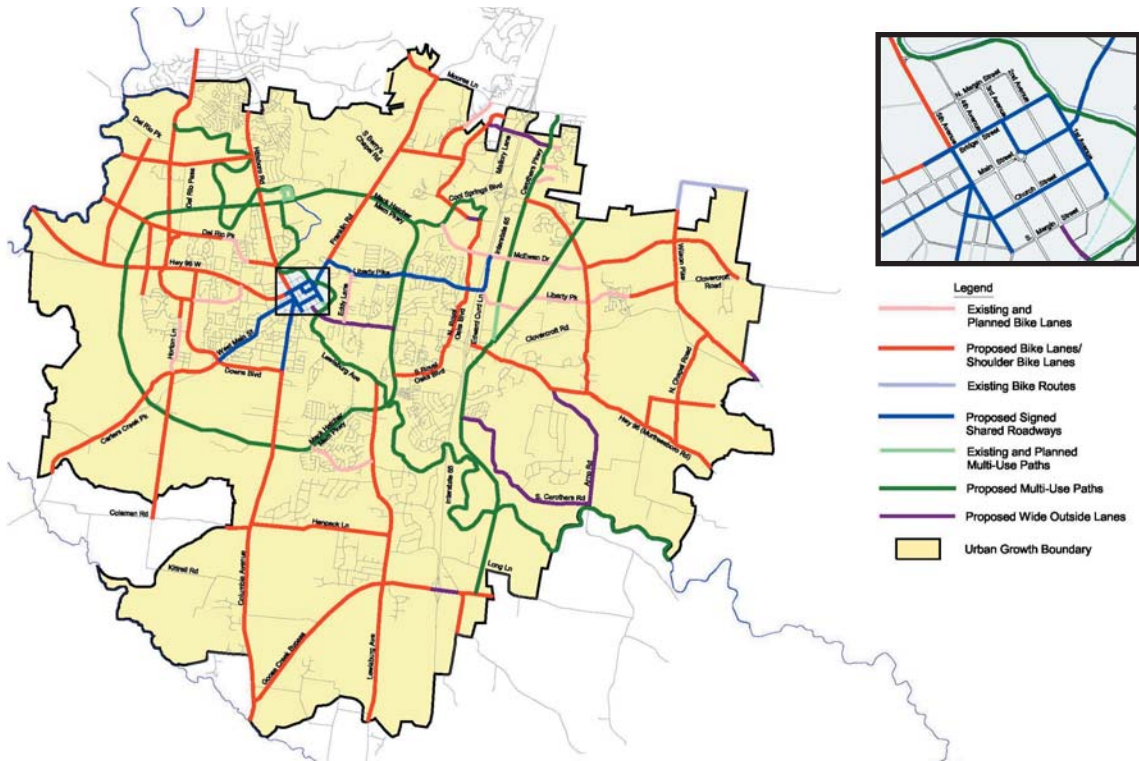 Moores Ln
Del Rio Pk
S Berry's
Chapel Rd
Hillsboro Rd
Mallory Lane
Carothers Pkwy
Del Rio Pass
Cool Springs Blvd
Mack Hatcher
Mem Pkwy
Franklin Rd
Interstate 65
Wilson Pike
Del Rio Pk
McEwen Dr
Clovercroft
Road
Hwy 96 W
Liberty Pike
Eddy Lane
Liberty Pk
N. Royal
Oaks Blvd
Edward Curd Ln
Clovercroft Rd
Horton Ln
West Main St
Lewisburg Ave
S Royal
Oaks Blvd
N. Chapel Road
Downs Blvd
Carters Creek Pk
Mack Hatcher
Mem Pkwy
Hwy 96 (Murfreesboro Rd)
Interstate 65
Arno Rd
S. Carothers Rd
Coleman Rd
Henpeck Ln
Long Ln
Kittrell Rd
Columbia Avenue
Goose Creek Bypass
Lewisburg Ave
N. Margin Street
2nd Avenue
3rd Avenue
4th Avenue
5th Avenue
1st Avenue
Bridge Street
Main Street
Church Street
S. Margin Street
Legend
Existing and
Planned Bike Lanes
Proposed Bike Lanes/
Shoulder Bike Lanes
Existing Bike Routes
Proposed Signed
Shared Roadways
Existing and Planned
Multi-Use Paths
Proposed Multi-Use Paths
Proposed Wide Outside Lanes
Urban Growth Boundary